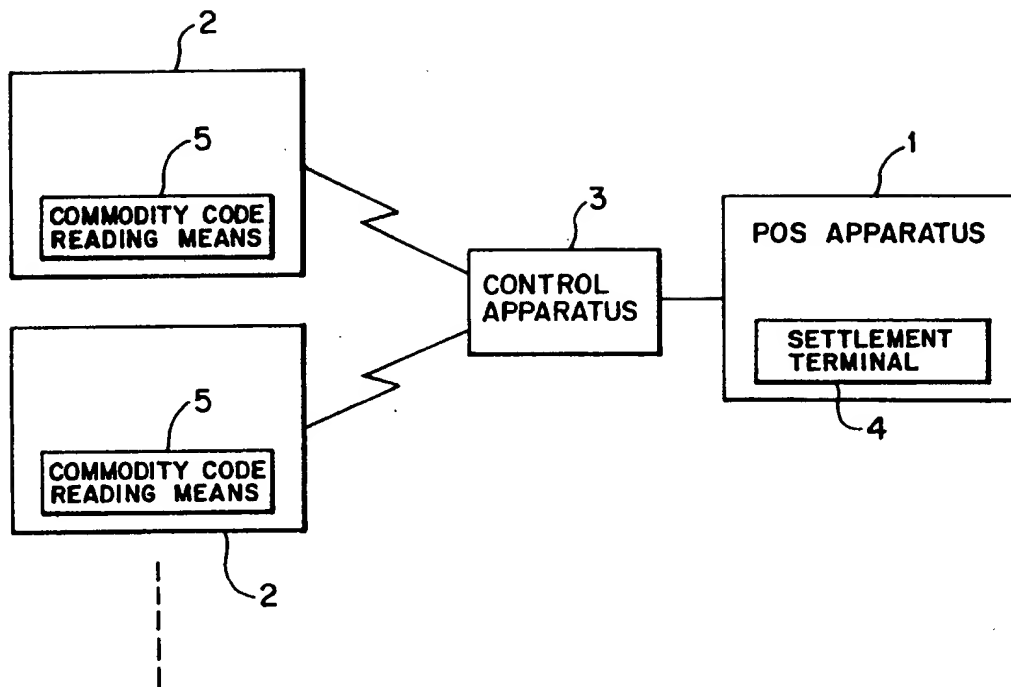 2
5
COMMODITY CODE
READING MEANS
3
CONTROL
APPARATUS
1
POS APPARATUS
SETTLEMENT
TERMINAL
4
5
COMMODITY CODE
READING MEANS
2